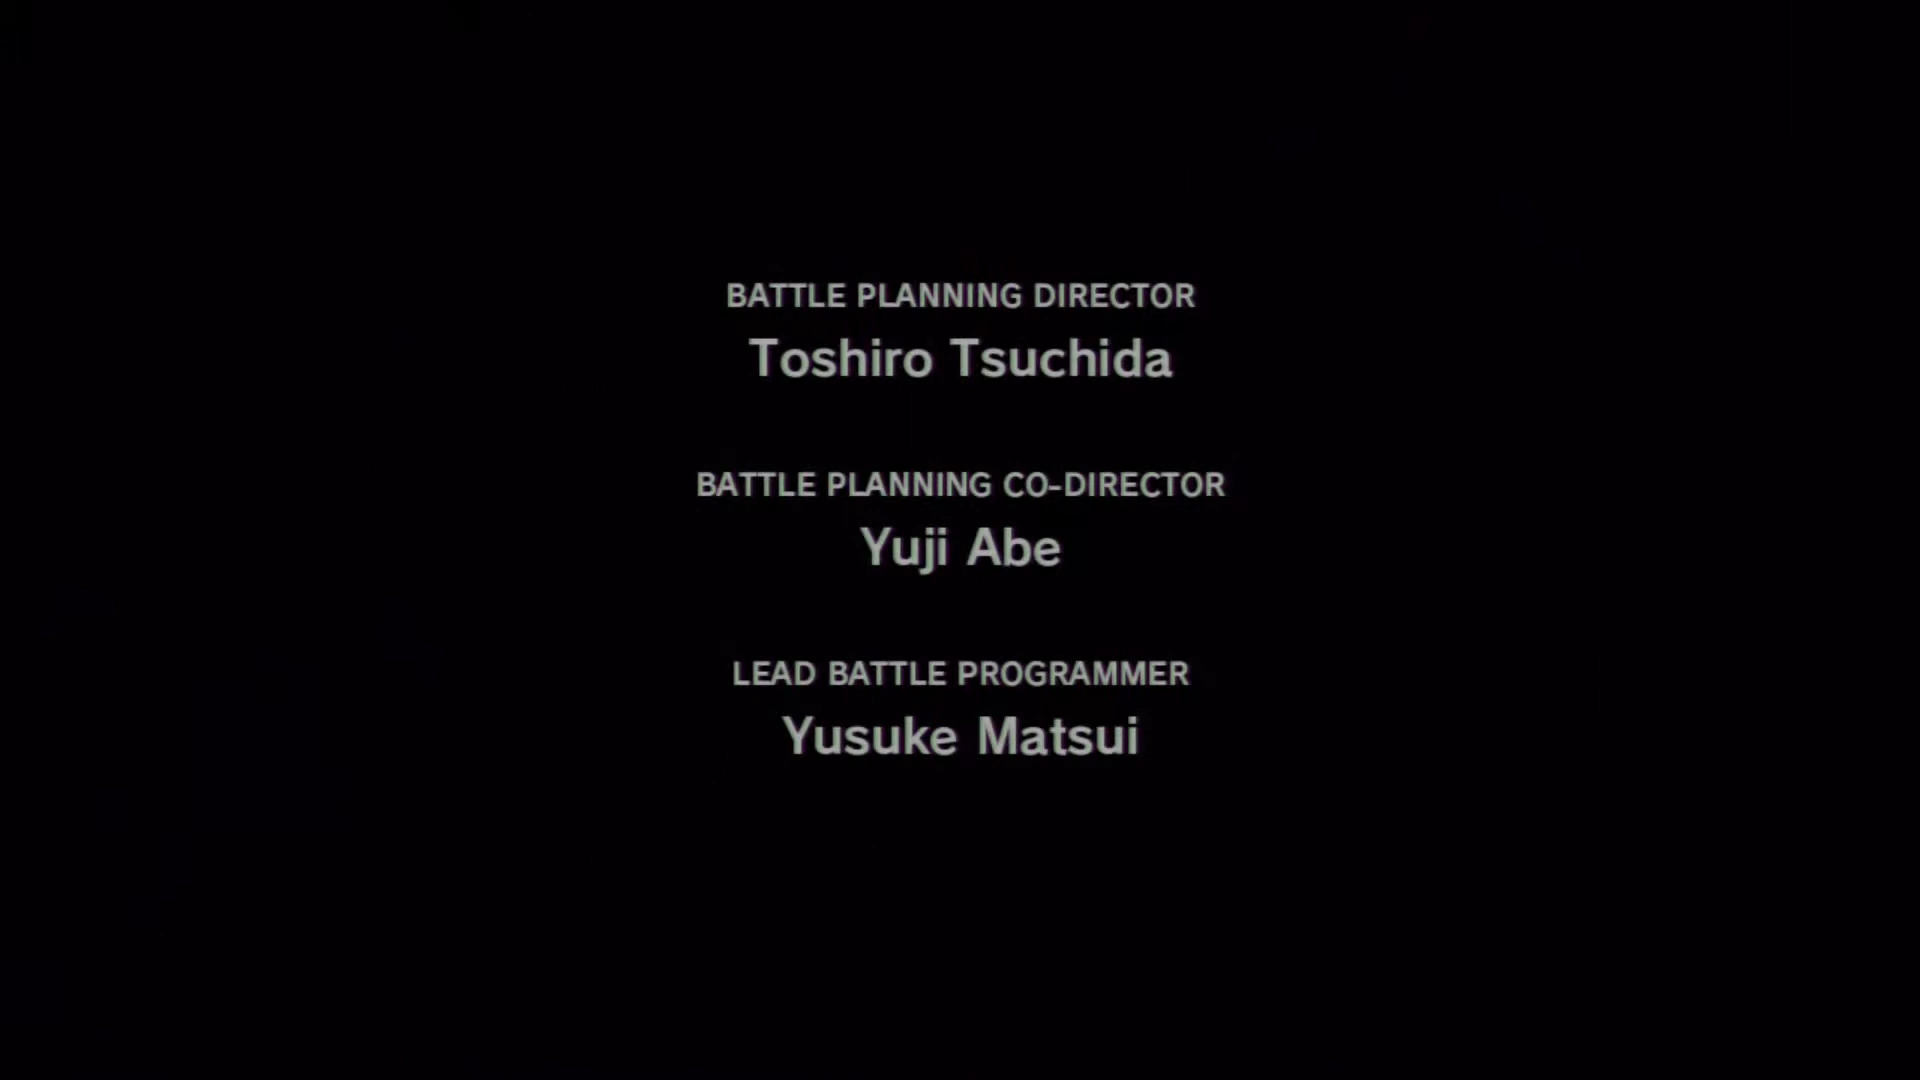 BATTLE PLANNING DIRECTOR
Toshiro Tsuchida
BATTLE PLANNING CO-DIRECTOR
Yuji Abe
LEAD BATTLE PROGRAMMER
Yusuke Matsui